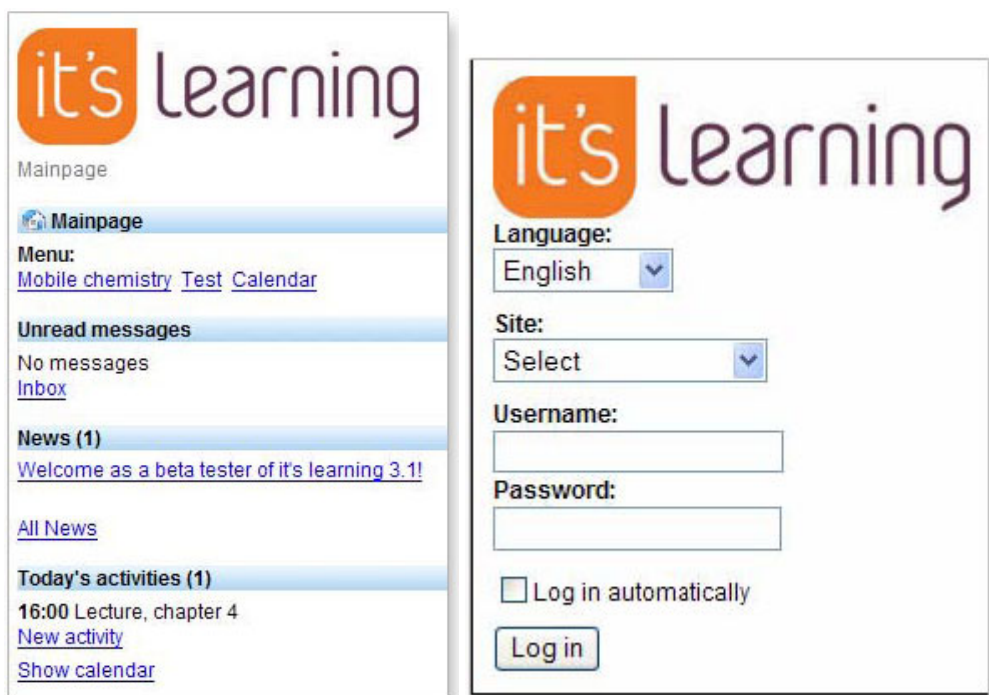 it's learning
Mainpage
Mainpage
Menu:
Mobile chemistry Test Calendar
Unread messages
No messages
Inbox
News (1)
Welcome as a beta tester of it's learning 3.1!
All News
Today's activities (1)
16:00 Lecture, chapter 4
New activity
Show calendar
it's learning
Language:
English
Site:
Select
Username:
Password:
Log in automatically
Log in